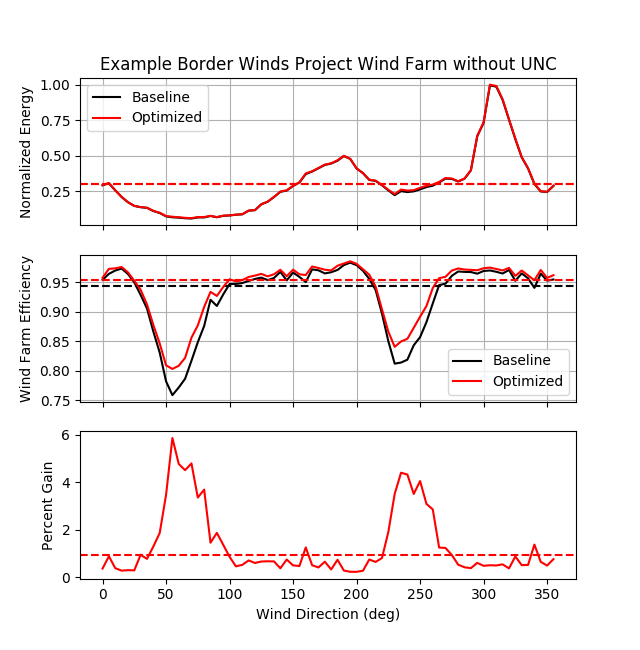 Example Border Winds Project Wind Farm without UNC
Normalized Energy
1.00
0.75
0.50
0.25
Baseline
Optimized
Wind Farm Efficiency
0.95
0.90
0.85
0.80
0.75
Baseline
Optimized
Percent Gain
6
4
2
0
0
50
100
150
200
250
300
350
Wind Direction (deg)